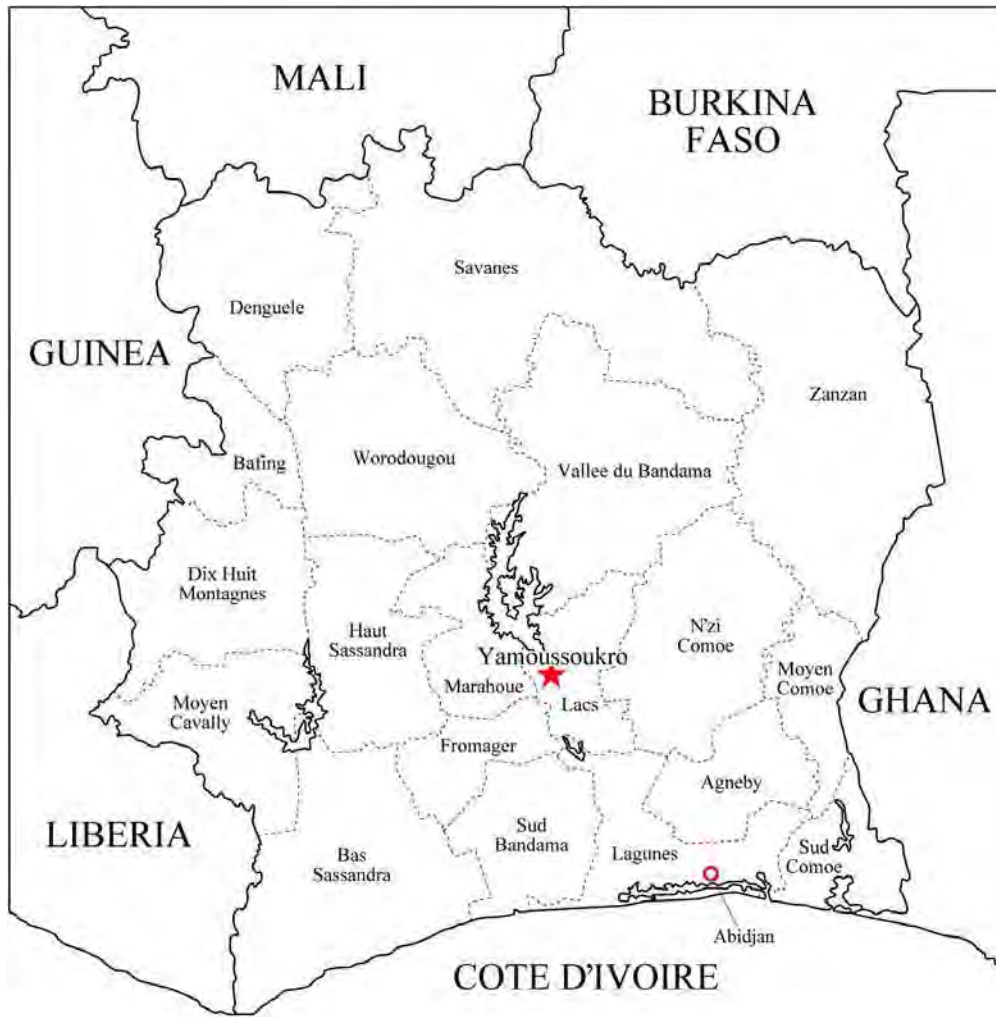 MALI
BURKINA
FASO
Savanes
Denguele
GUINEA
Zanzan
Bafing
Worodougou
Vallee du Bandama
Dix Huit
Montagnes
Haut
Sassandra
N'zi
Comoe
Yamoussoukro
Moyen
Comoe
Marahoue
Moyen
Cavally
Lacs
GHANA
Fromager
Agneby
LIBERIA
Sud
Bandama
Bas
Sassandra
Lagunes
Sud
Comoe
Abidjan
COTE D'IVOIRE